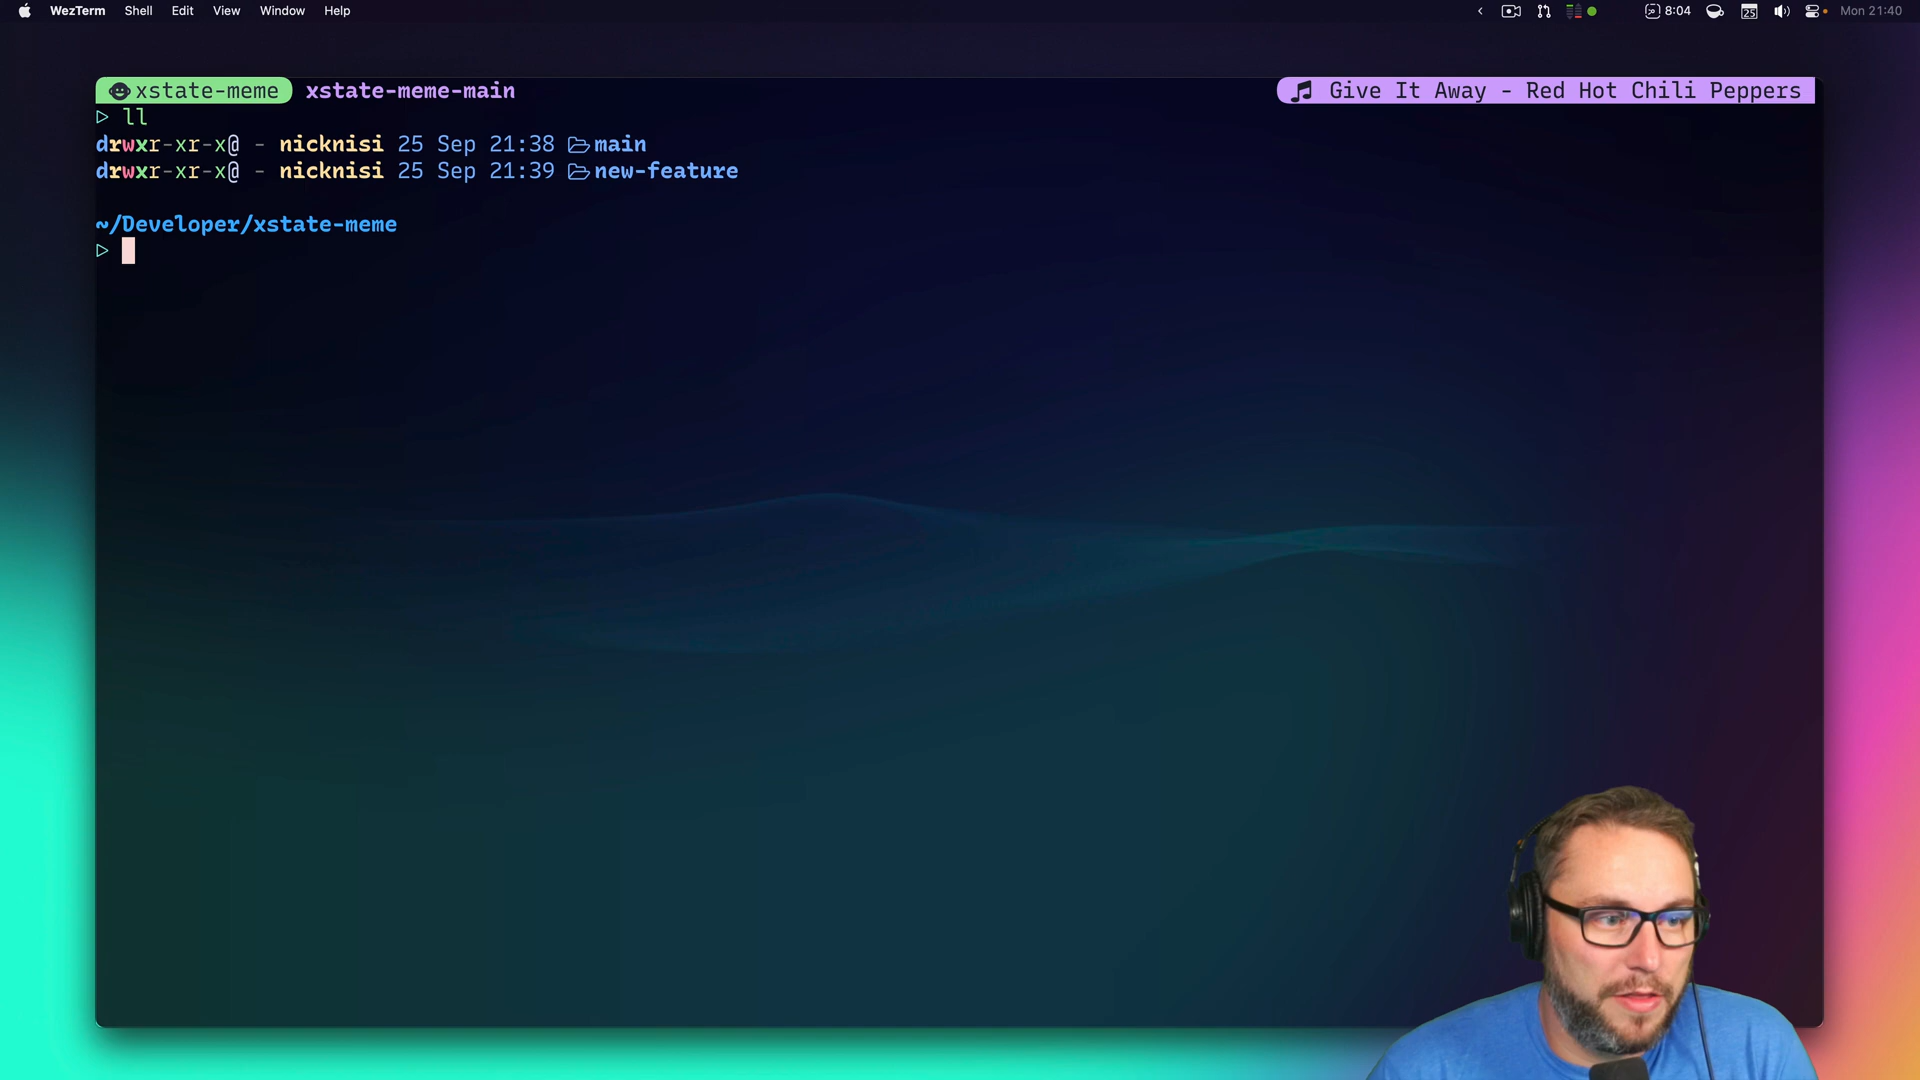 WezTerm Shell Edit View Window Help 8:04 25 Mon 21:40
xstate-meme xstate-meme-main Give It Away - Red Hot Chili Peppers
▷ ll
drwxr-xr-x@ - nicknisi 25 Sep 21:38 main
drwxr-xr-x@ - nicknisi 25 Sep 21:39 new-feature
~/Developer/xstate-meme
▷